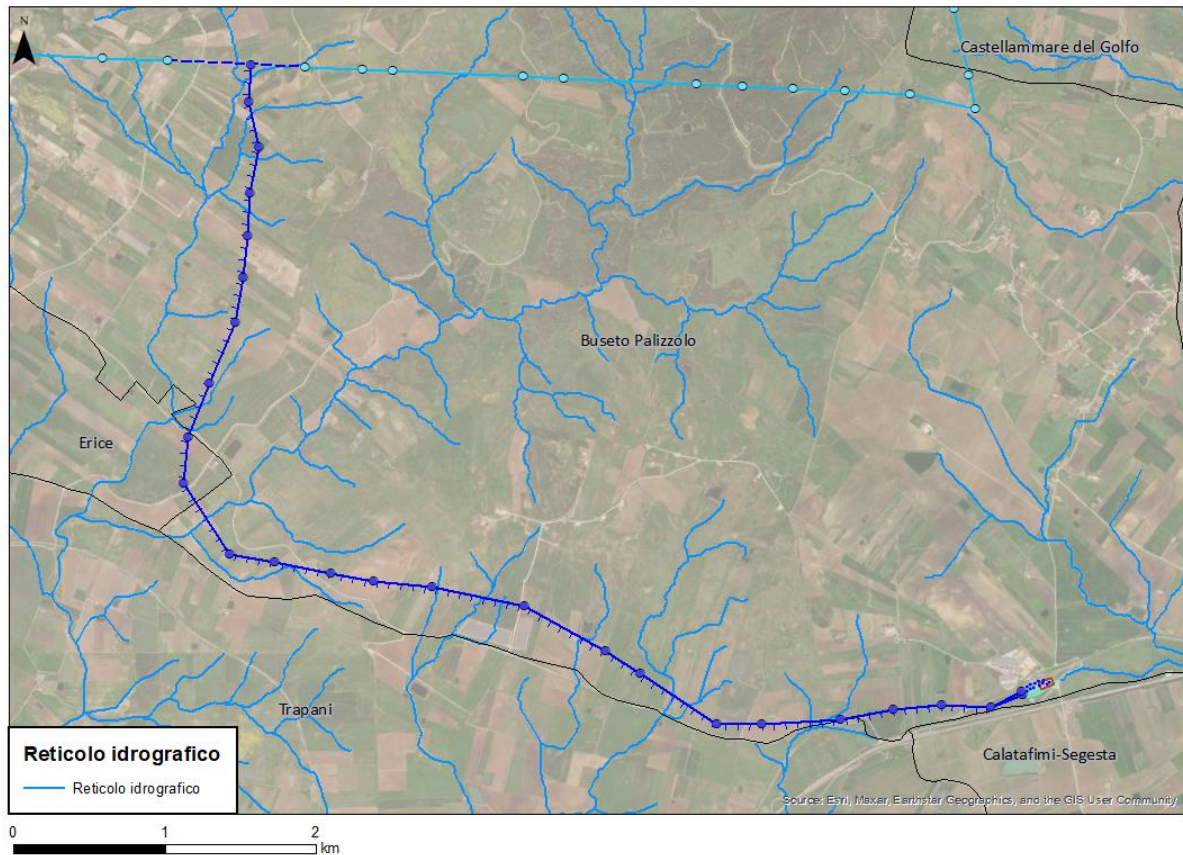 N
Castellammare del Golfo
Buseto Palizzolo
Erice
Trapani
Calatafimi-Segesta
Reticolo idrografico
Reticolo idrografico
Source: Esri, Maxar, Earthstar Geographics, and the GIS User Community
0 1 2
km